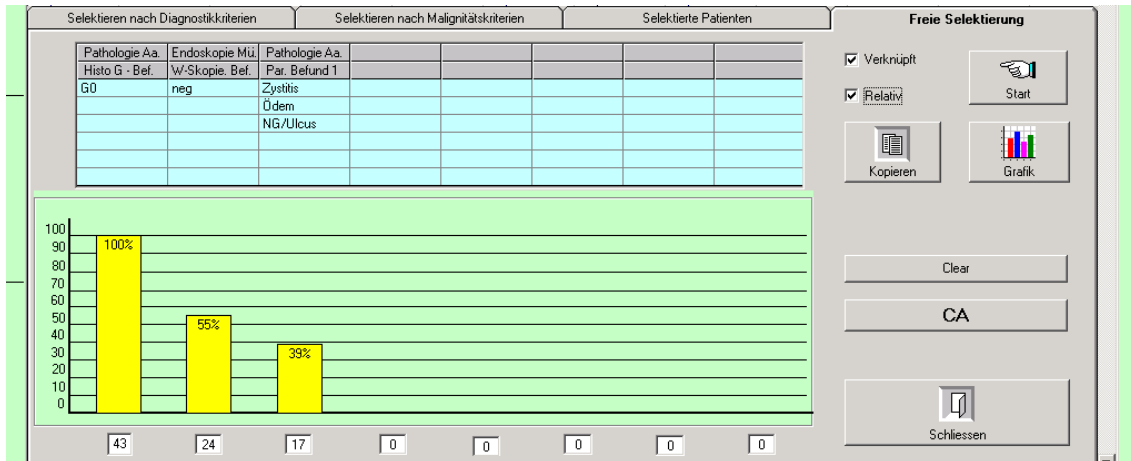 Selektieren nach Diagnostikkriterien
Selektieren nach Malignitätskriterien
Selektierte Patienten
Freie Selektierung
Pathologie Aa. Endoskopie Mü. Pathologie Aa.
Histo G - Bef. W-Skopie. Bef. Par. Befund 1
G0 neg Zystitis
Ödem
NG/Ulcus
Verknüpft
Relativ
Start
Kopieren
Grafik
100
90
80
70
60
50
40
30
20
10
0
100%
55%
39%
43 24 17 0 0 0 0 0
Clear
CA
Schliessen